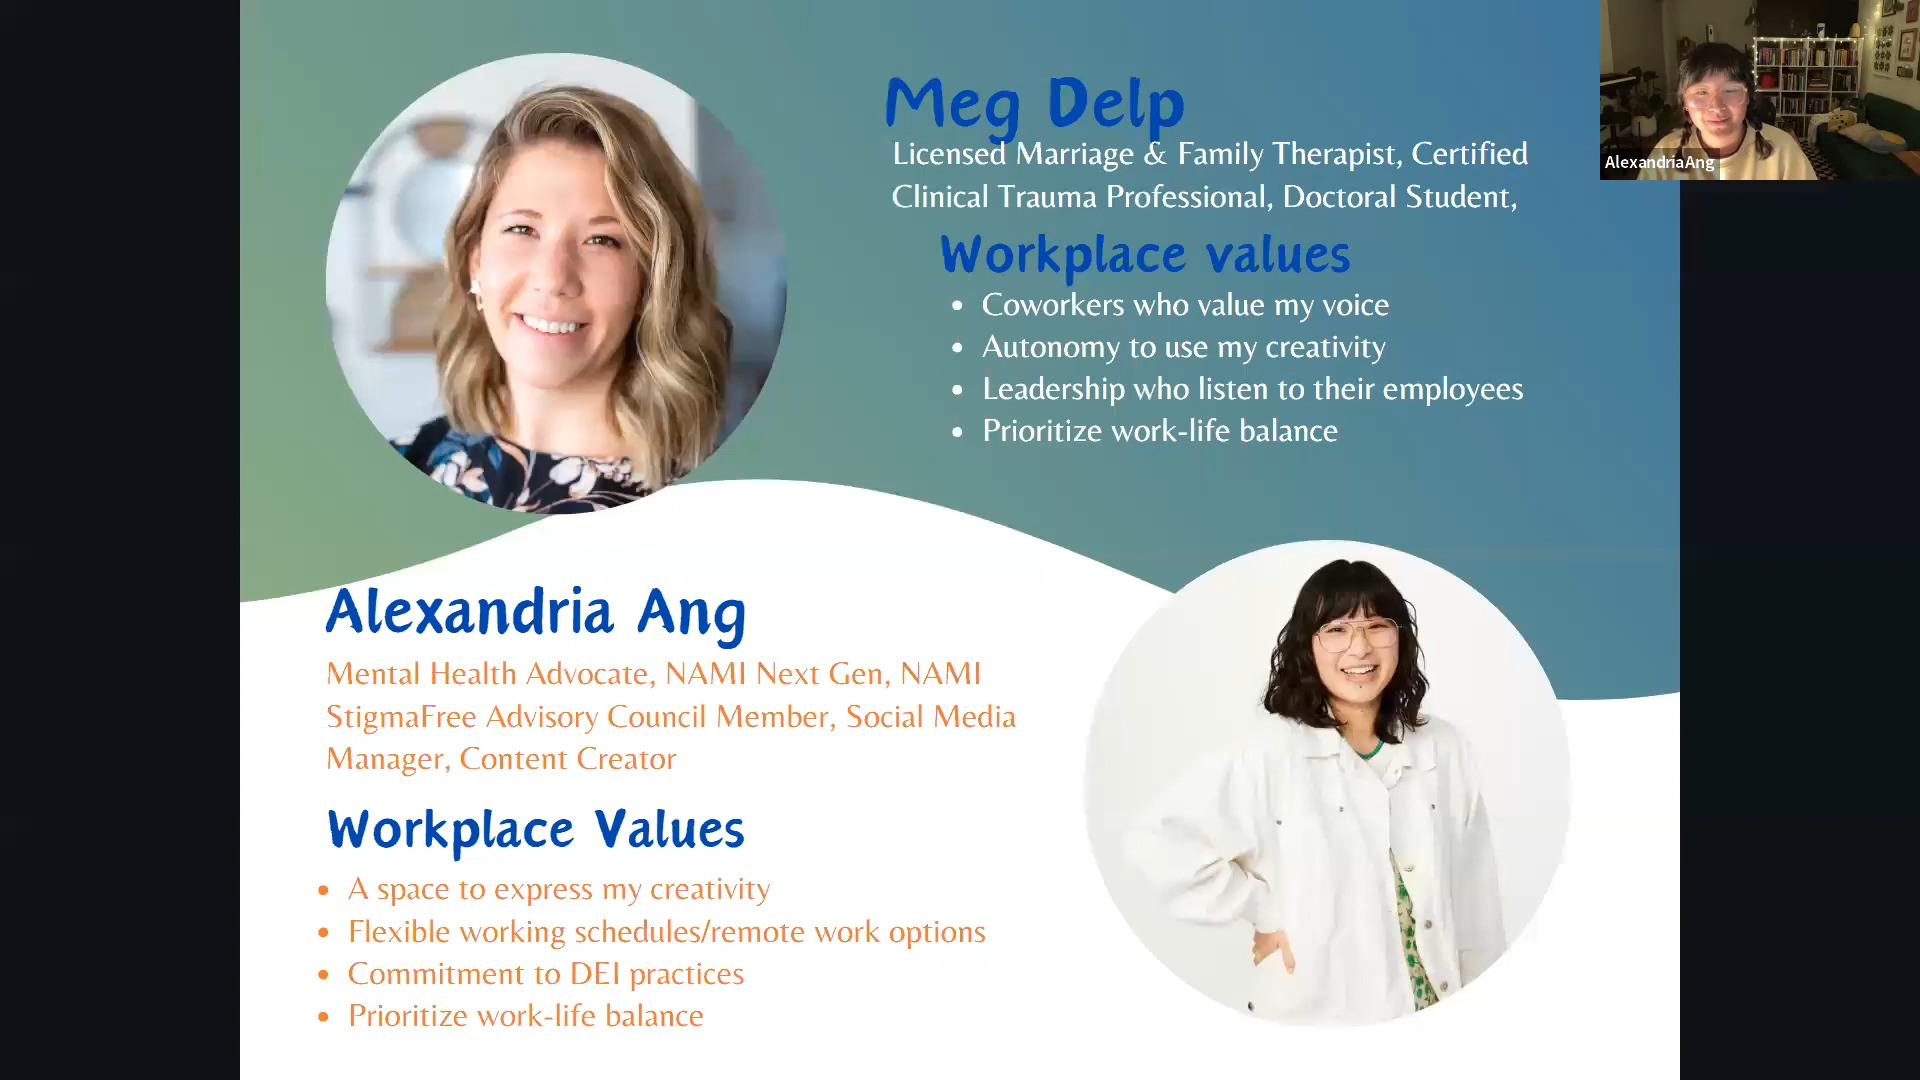 Meg Delp
Licensed Marriage & Family Therapist, Certified
Clinical Trauma Professional, Doctoral Student,
Workplace values
• Coworkers who value my voice
• Autonomy to use my creativity
• Leadership who listen to their employees
• Prioritize work-life balance
AlexandriaAng
Alexandria Ang
Mental Health Advocate, NAMI Next Gen, NAMI
StigmaFree Advisory Council Member, Social Media
Manager, Content Creator
Workplace Values
• A space to express my creativity
• Flexible working schedules/remote work options
• Commitment to DEI practices
• Prioritize work-life balance